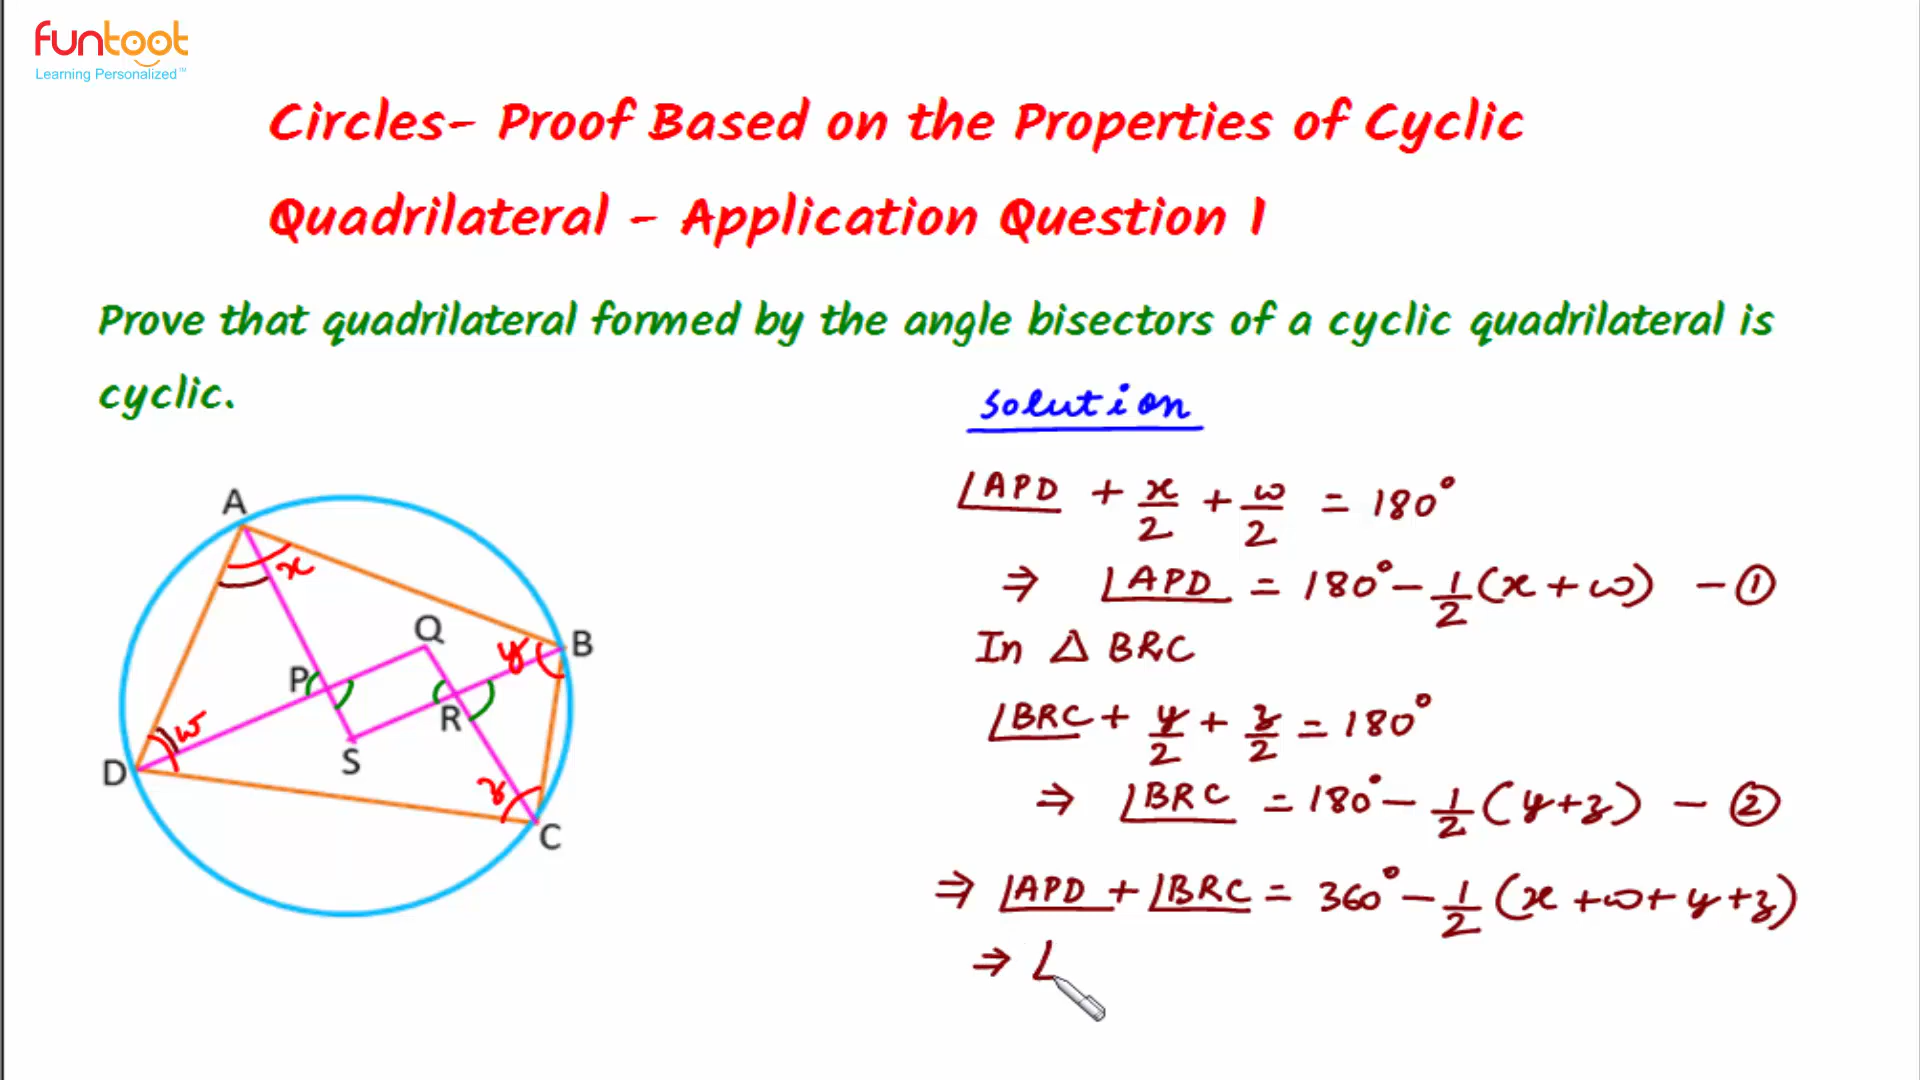 funtoot
Learning Personalized™
Circles- Proof Based on the Properties of Cyclic
Quadrilateral - Application Question 1
Prove that quadrilateral formed by the angle bisectors of a cyclic quadrilateral is
cyclic.
Solution
∠APD + x/2 + w/2 = 180°
⇒ ∠APD = 180° - 1/2 (x + w) - ①
In △ BRC
∠BRC + y/2 + z/2 = 180°
⇒ ∠BRC = 180° - 1/2 (y+z) - ②
⇒ ∠APD + ∠BRC = 360° - 1/2 (x + w + y + z)
⇒ ∠
A
x
Q
y B
P
R
w
S
D
z
C